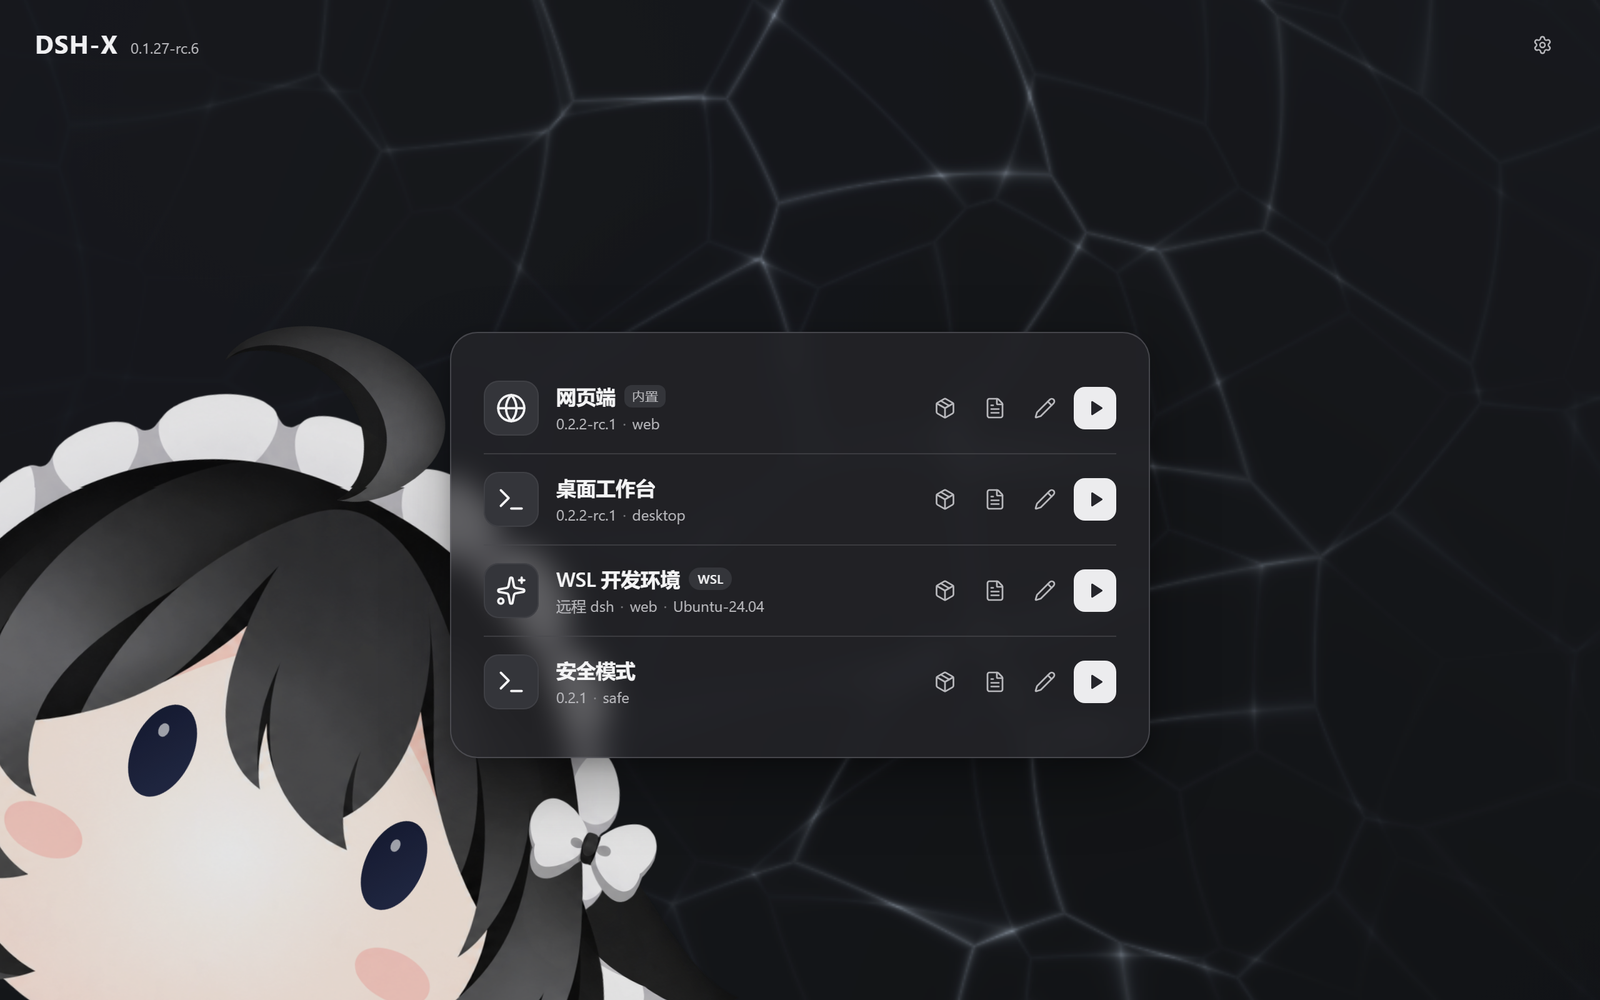 DSH-X 0.1.27-rc.6
网页端 内置
0.2.2-rc.1 · web
桌面工作台
0.2.2-rc.1 · desktop
WSL 开发环境 WSL
远程 dsh · web · Ubuntu-24.04
安全模式
0.2.1 · safe